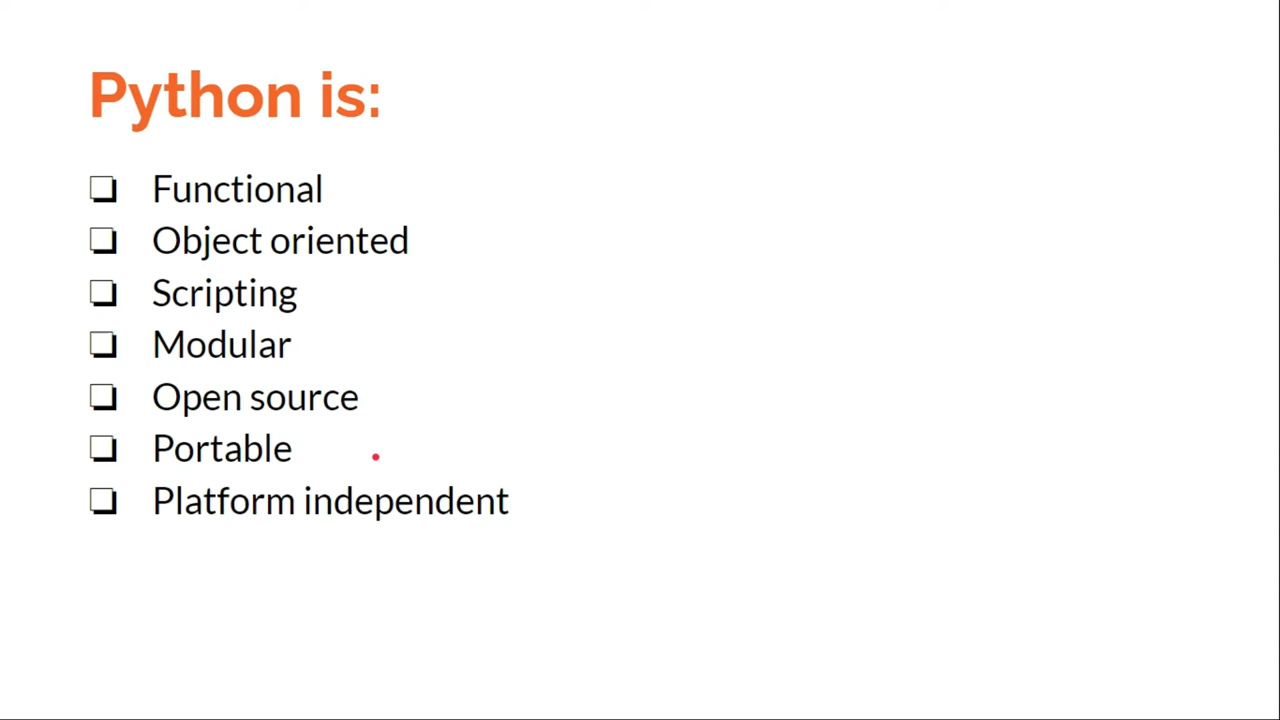 Python is:
❏ Functional
❏ Object oriented
❏ Scripting
❏ Modular
❏ Open source
❏ Portable
❏ Platform independent